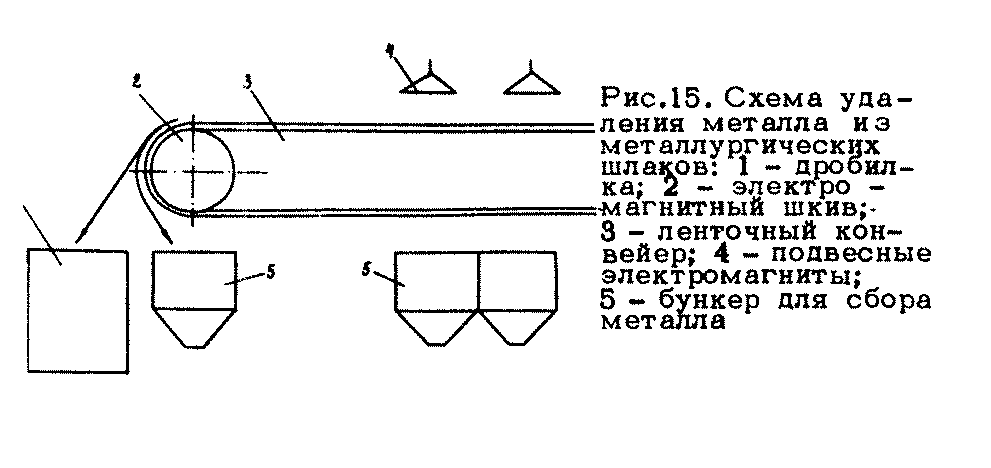 4
2
3
Рис.15. Схема уда-
ления металла из
металлургических
шлаков: 1 - дробил-
ка; 2 - электро -
магнитный шкив;
3 - ленточный кон-
вейер; 4 - подвесные
электромагниты;
5 - бункер для сбора
металла
5
5